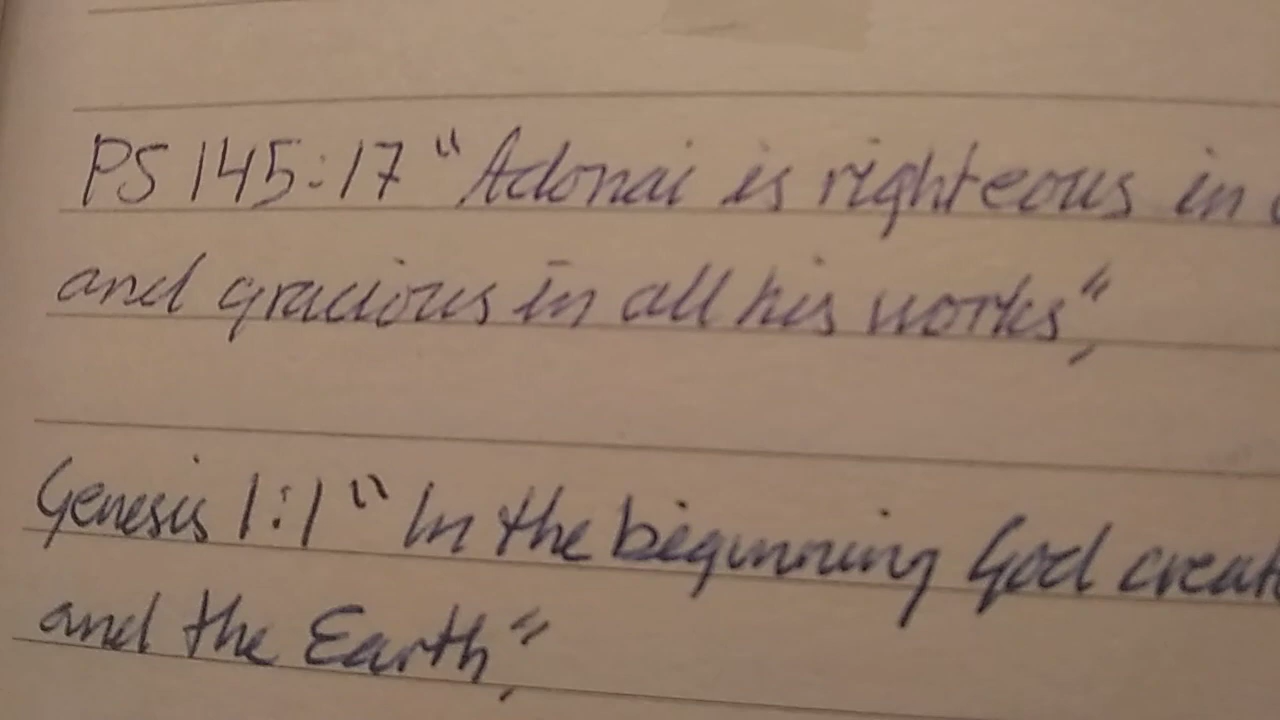 PS 145:17 "Adonai is righteous in
and gracious in all his works",
Genesis 1:1 "In the beginning God creat
and the Earth,"